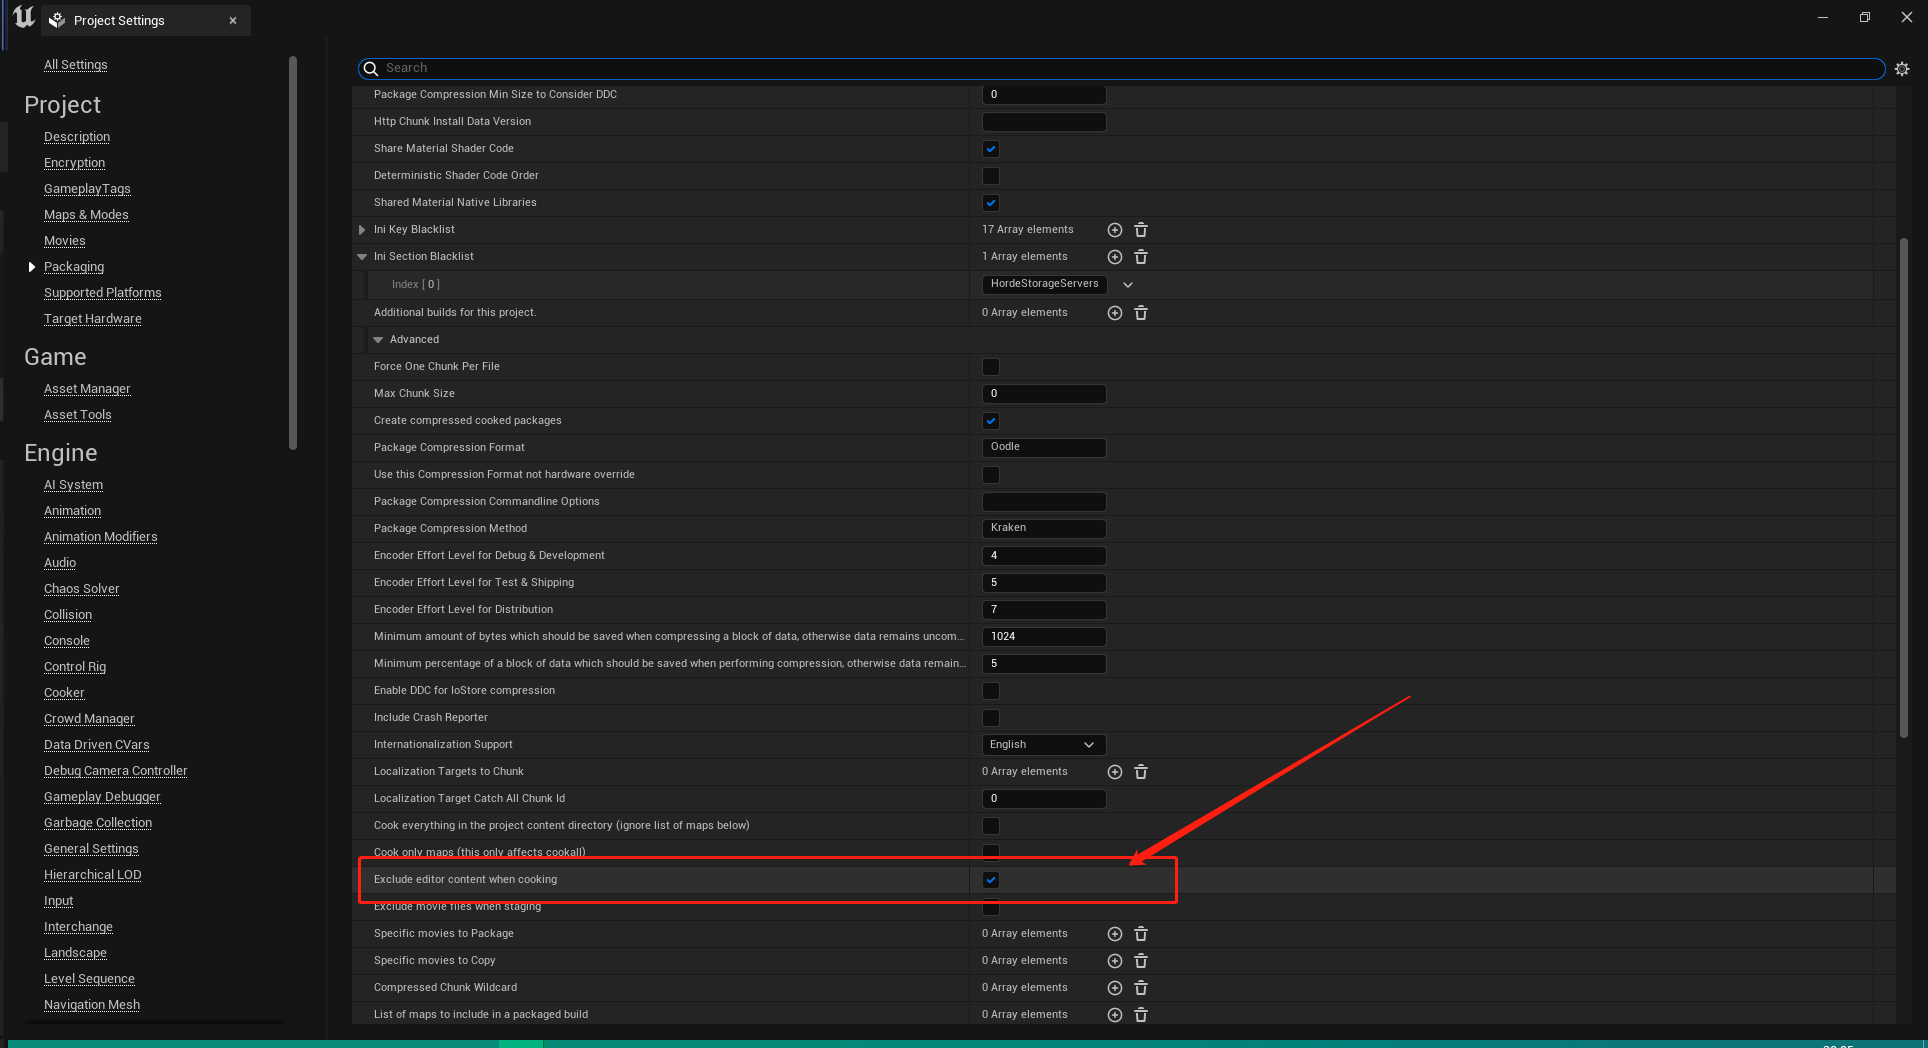 Project Settings
All Settings
Project
Description
Encryption
GameplayTags
Maps & Modes
Movies
Packaging
Supported Platforms
Target Hardware
Game
Asset Manager
Asset Tools
Engine
AI System
Animation
Animation Modifiers
Audio
Chaos Solver
Collision
Console
Control Rig
Cooker
Crowd Manager
Data Driven CVars
Debug Camera Controller
Gameplay Debugger
Garbage Collection
General Settings
Hierarchical LOD
Input
Interchange
Landscape
Level Sequence
Navigation Mesh
Search
Package Compression Min Size to Consider DDC 0
Http Chunk Install Data Version
Share Material Shader Code
Deterministic Shader Code Order
Shared Material Native Libraries
Ini Key Blacklist 17 Array elements
Ini Section Blacklist 1 Array elements
Index [ 0 ] HordeStorageServers
Additional builds for this project. 0 Array elements
Advanced
Force One Chunk Per File
Max Chunk Size 0
Create compressed cooked packages
Package Compression Format Oodle
Use this Compression Format not hardware override
Package Compression Commandline Options
Package Compression Method Kraken
Encoder Effort Level for Debug & Development 4
Encoder Effort Level for Test & Shipping 5
Encoder Effort Level for Distribution 7
Minimum amount of bytes which should be saved when compressing a block of data, otherwise data remains uncom... 1024
Minimum percentage of a block of data which should be saved when performing compression, otherwise data remain... 5
Enable DDC for IoStore compression
Include Crash Reporter
Internationalization Support English
Localization Targets to Chunk 0 Array elements
Localization Target Catch All Chunk Id 0
Cook everything in the project content directory (ignore list of maps below)
Cook only maps (this only affects cookall)
Exclude editor content when cooking
Exclude movie files when staging
Specific movies to Package 0 Array elements
Specific movies to Copy 0 Array elements
Compressed Chunk Wildcard 0 Array elements
List of maps to include in a packaged build 0 Array elements